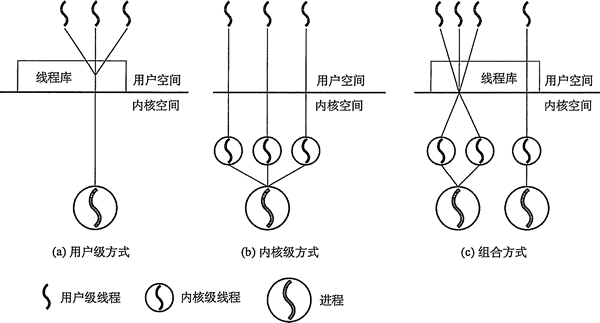 线程库 用户空间 用户空间 线程库 用户空间
内核空间 内核空间 内核空间
(a) 用户级方式 (b) 内核级方式 (c) 组合方式
用户级线程 内核级线程 进程